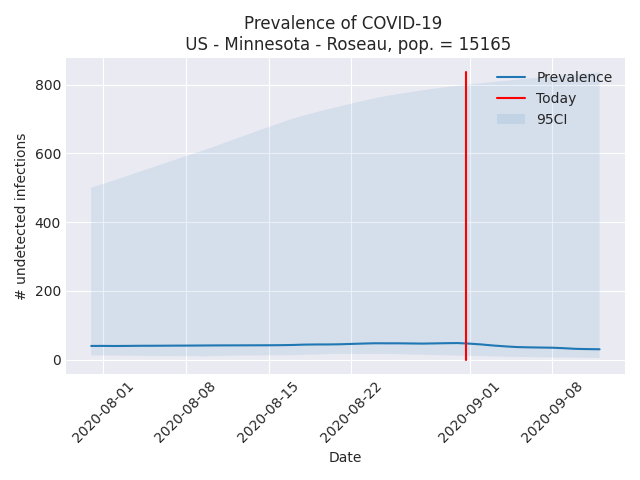 Prevalence of COVID-19
US - Minnesota - Roseau, pop. = 15165
Prevalence
Today
95CI
# undetected infections
800
600
400
200
0
2020-08-01
2020-08-08
2020-08-15
2020-08-22
2020-09-01
2020-09-08
Date